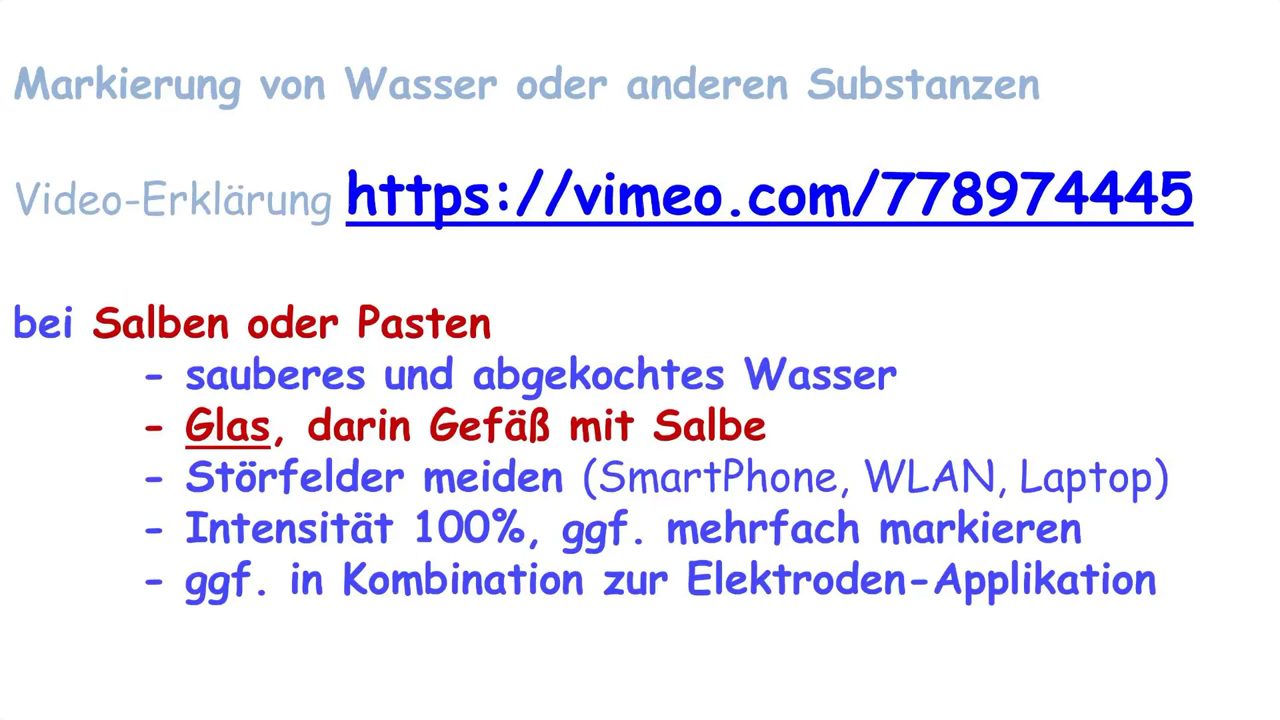 Markierung von Wasser oder anderen Substanzen
Video-Erklärung https://vimeo.com/778974445
bei Salben oder Pasten
- sauberes und abgekochtes Wasser
- Glas, darin Gefäß mit Salbe
- Störfelder meiden (SmartPhone, WLAN, Laptop)
- Intensität 100%, ggf. mehrfach markieren
- ggf. in Kombination zur Elektroden-Applikation